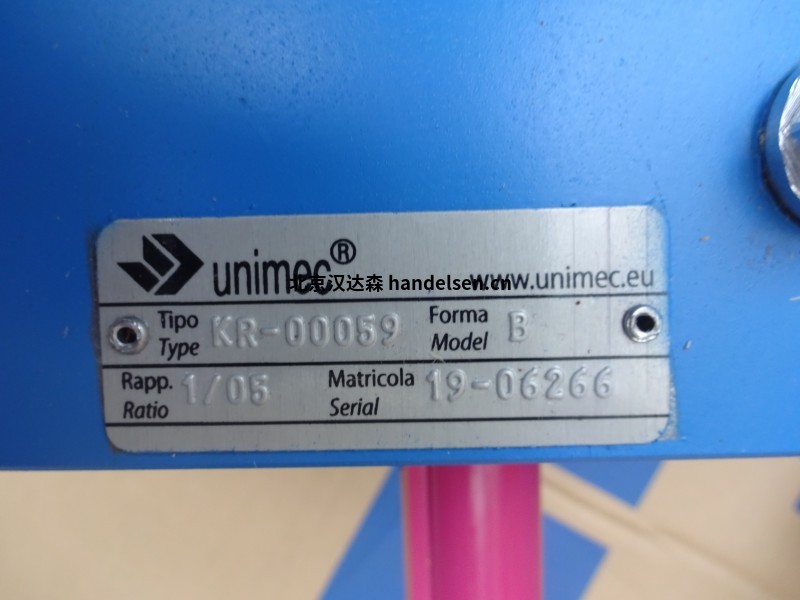 unimec®
www.unimec.eu
北京汉达森 handelsen.cn
Tipo KR-00059 Forma B
Type Model
Rapp. 1/05 Matricola 19-06266
Ratio Serial